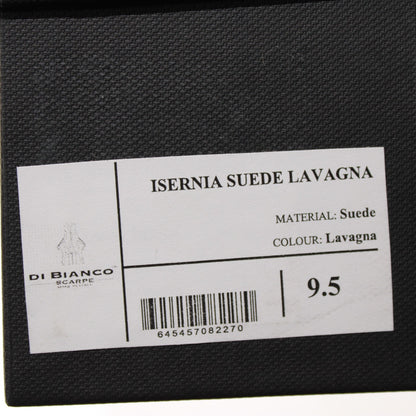 ISERNIA SUEDE LAVAGNA
MATERIAL: Suede
COLOUR: Lavagna
DI BIANCO
SCARPE
9.5
645457082270